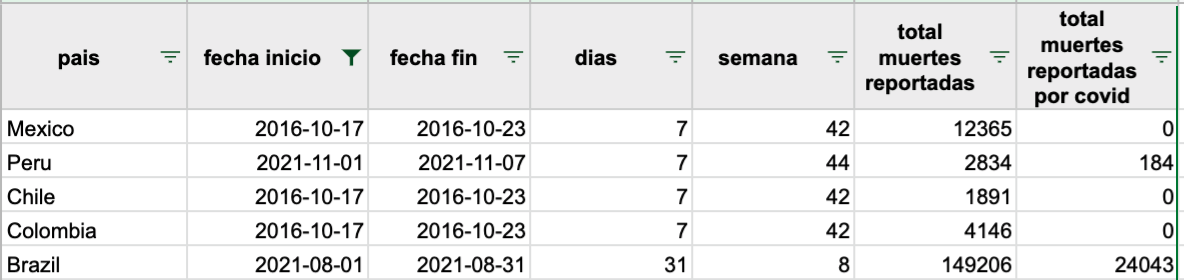 pais fecha inicio fecha fin dias semana total muertes reportadas total muertes reportadas por covid
Mexico 2016-10-17 2016-10-23 7 42 12365 0
Peru 2021-11-01 2021-11-07 7 44 2834 184
Chile 2016-10-17 2016-10-23 7 42 1891 0
Colombia 2016-10-17 2016-10-23 7 42 4146 0
Brazil 2021-08-01 2021-08-31 31 8 149206 24043